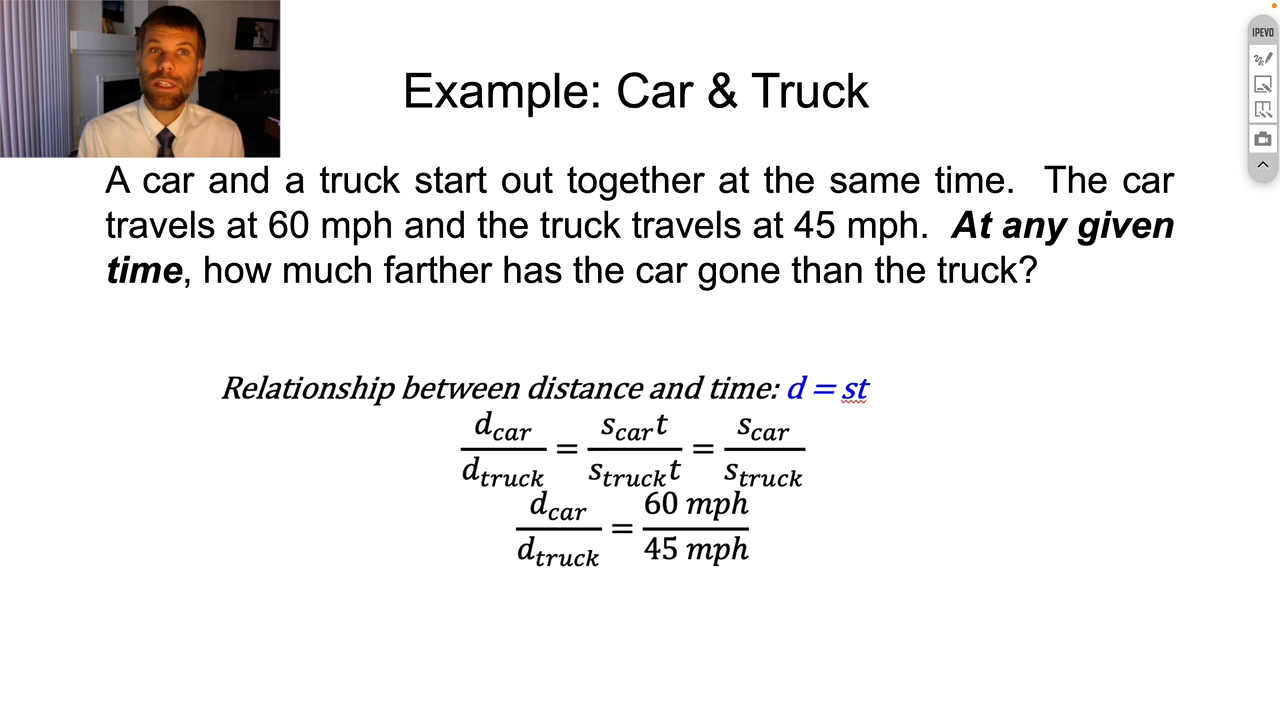 IPEVO
Example: Car & Truck
A car and a truck start out together at the same time. The car
travels at 60 mph and the truck travels at 45 mph. At any given
time, how much farther has the car gone than the truck?
Relationship between distance and time: d = st
d_car / d_truck = s_car t / s_truck t = s_car / s_truck
d_car / d_truck = 60 mph / 45 mph